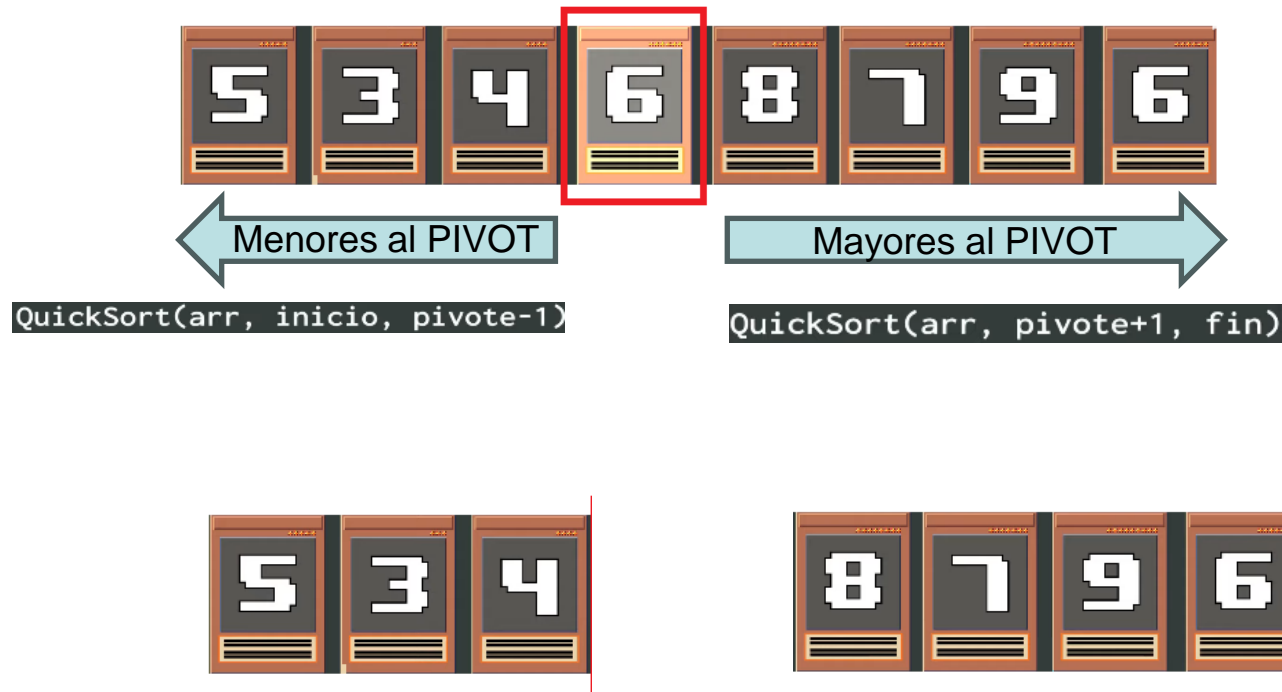 5 3 4 6 8 7 9 6
Menores al PIVOT
Mayores al PIVOT
QuickSort(arr, inicio, pivote-1)
QuickSort(arr, pivote+1, fin)
5 3 4
8 7 9 6